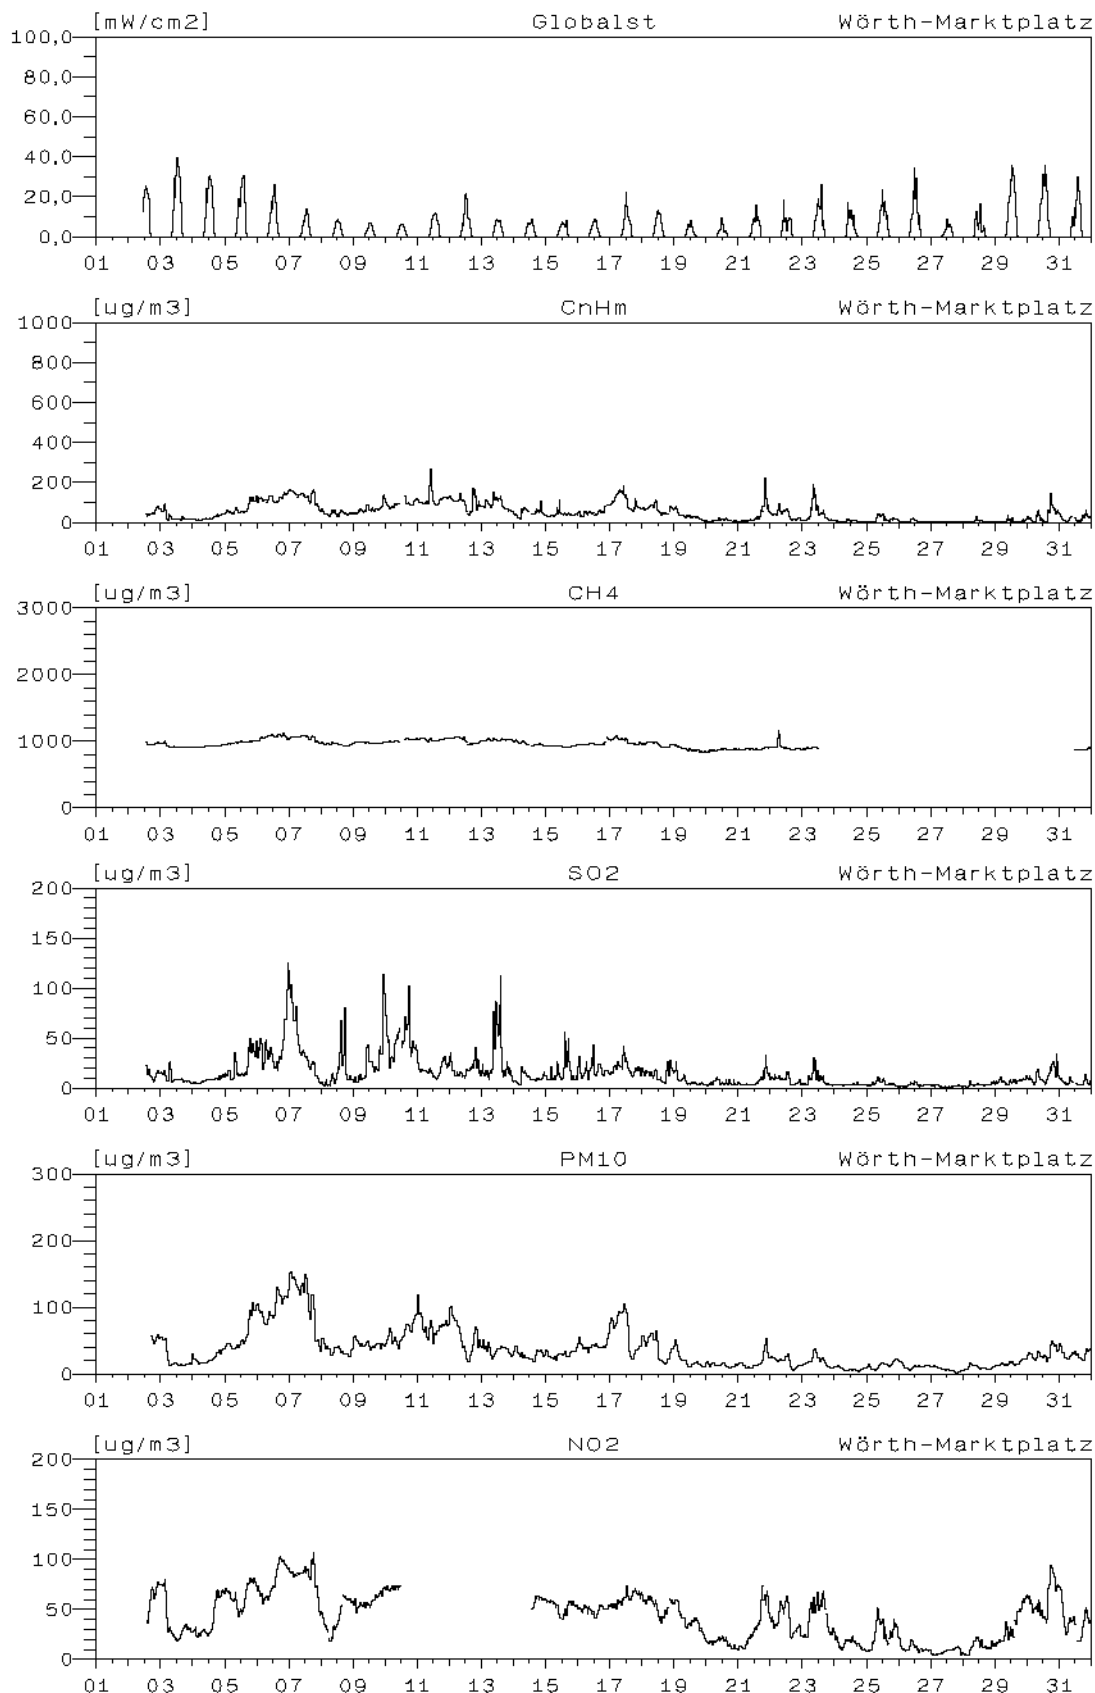 [mW/cm2] Globalst Wörth-Marktplatz
100,0
80,0
60,0
40,0
20,0
0,0
01 03 05 07 09 11 13 15 17 19 21 23 25 27 29 31
[ug/m3] CnHm Wörth-Marktplatz
1000
800
600
400
200
0
01 03 05 07 09 11 13 15 17 19 21 23 25 27 29 31
[ug/m3] CH4 Wörth-Marktplatz
3000
2000
1000
0
01 03 05 07 09 11 13 15 17 19 21 23 25 27 29 31
[ug/m3] SO2 Wörth-Marktplatz
200
150
100
50
0
01 03 05 07 09 11 13 15 17 19 21 23 25 27 29 31
[ug/m3] PM10 Wörth-Marktplatz
300
200
100
0
01 03 05 07 09 11 13 15 17 19 21 23 25 27 29 31
[ug/m3] NO2 Wörth-Marktplatz
200
150
100
50
0
01 03 05 07 09 11 13 15 17 19 21 23 25 27 29 31